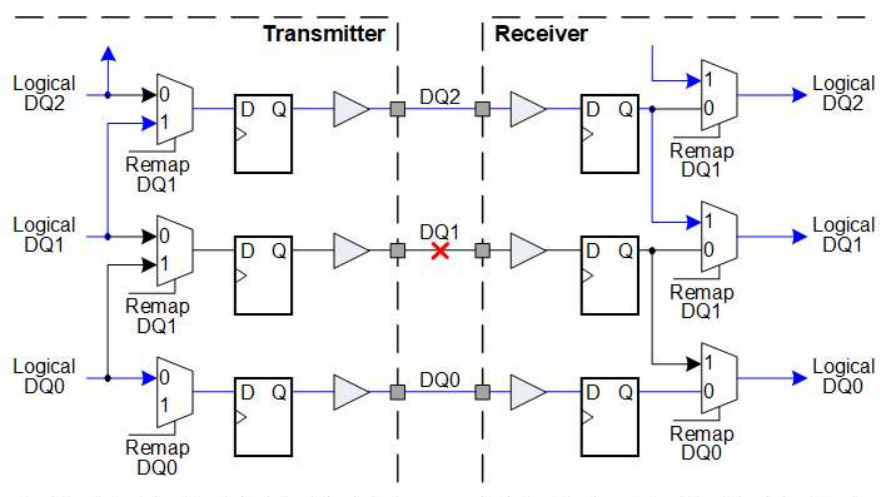 Transmitter
Receiver
Logical
DQ2
0
1
Remap
DQ1
D Q
DQ2
D Q
1
0
Remap
DQ1
Logical
DQ2
Logical
DQ1
0
1
Remap
DQ1
D Q
DQ1
D Q
1
0
Remap
DQ1
Logical
DQ1
Logical
DQ0
0
1
Remap
DQ0
D Q
DQ0
D Q
1
0
Remap
DQ0
Logical
DQ0